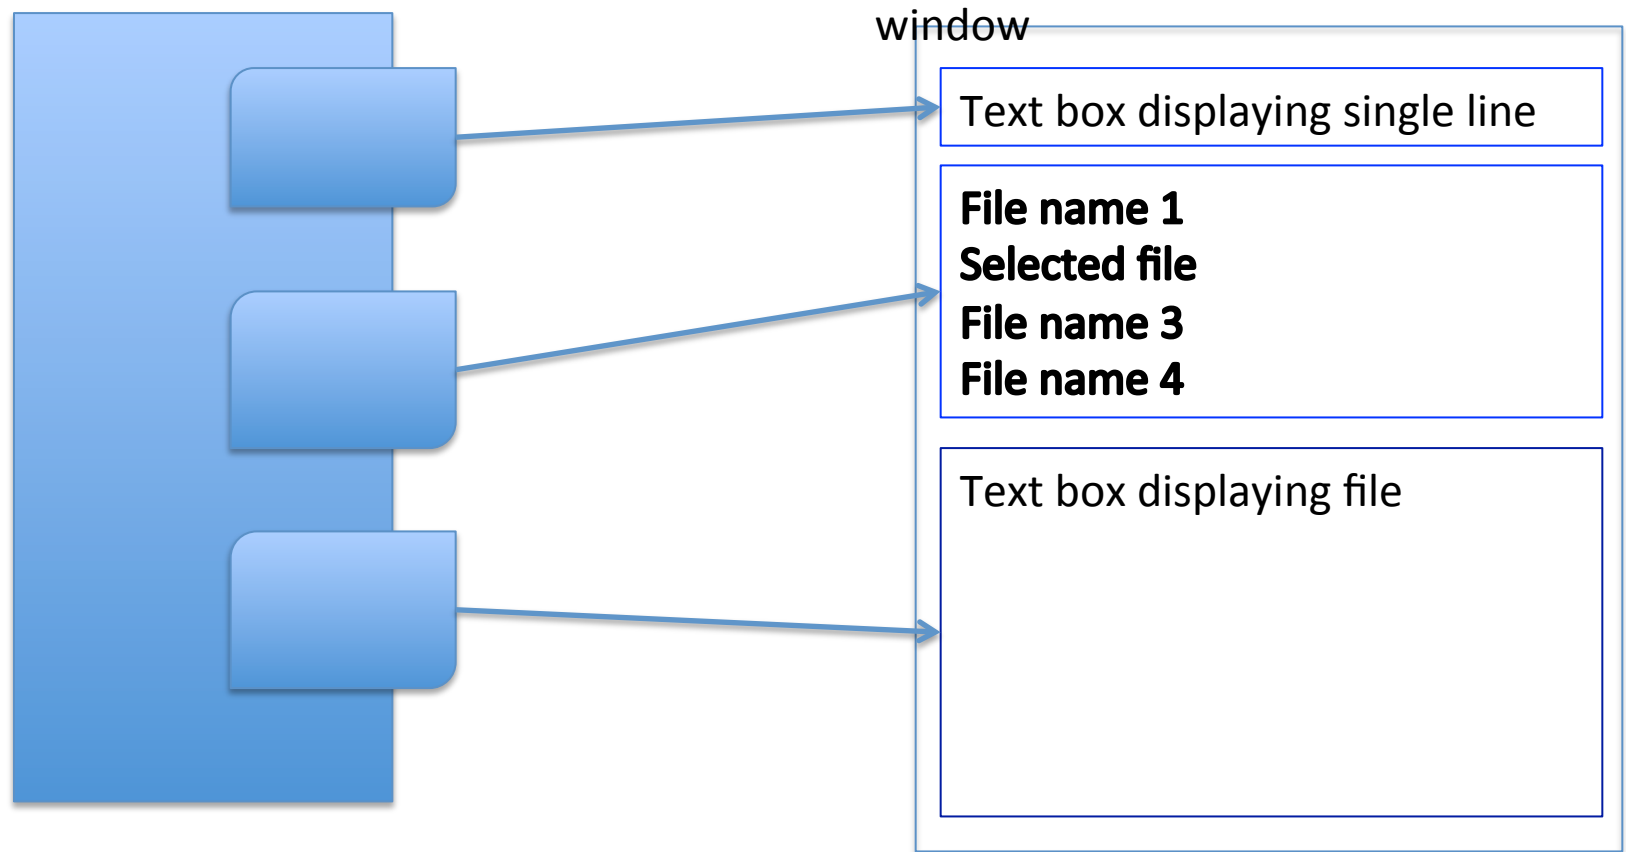 window
Text box displaying single line
File name 1
Selected file
File name 3
File name 4
Text box displaying file